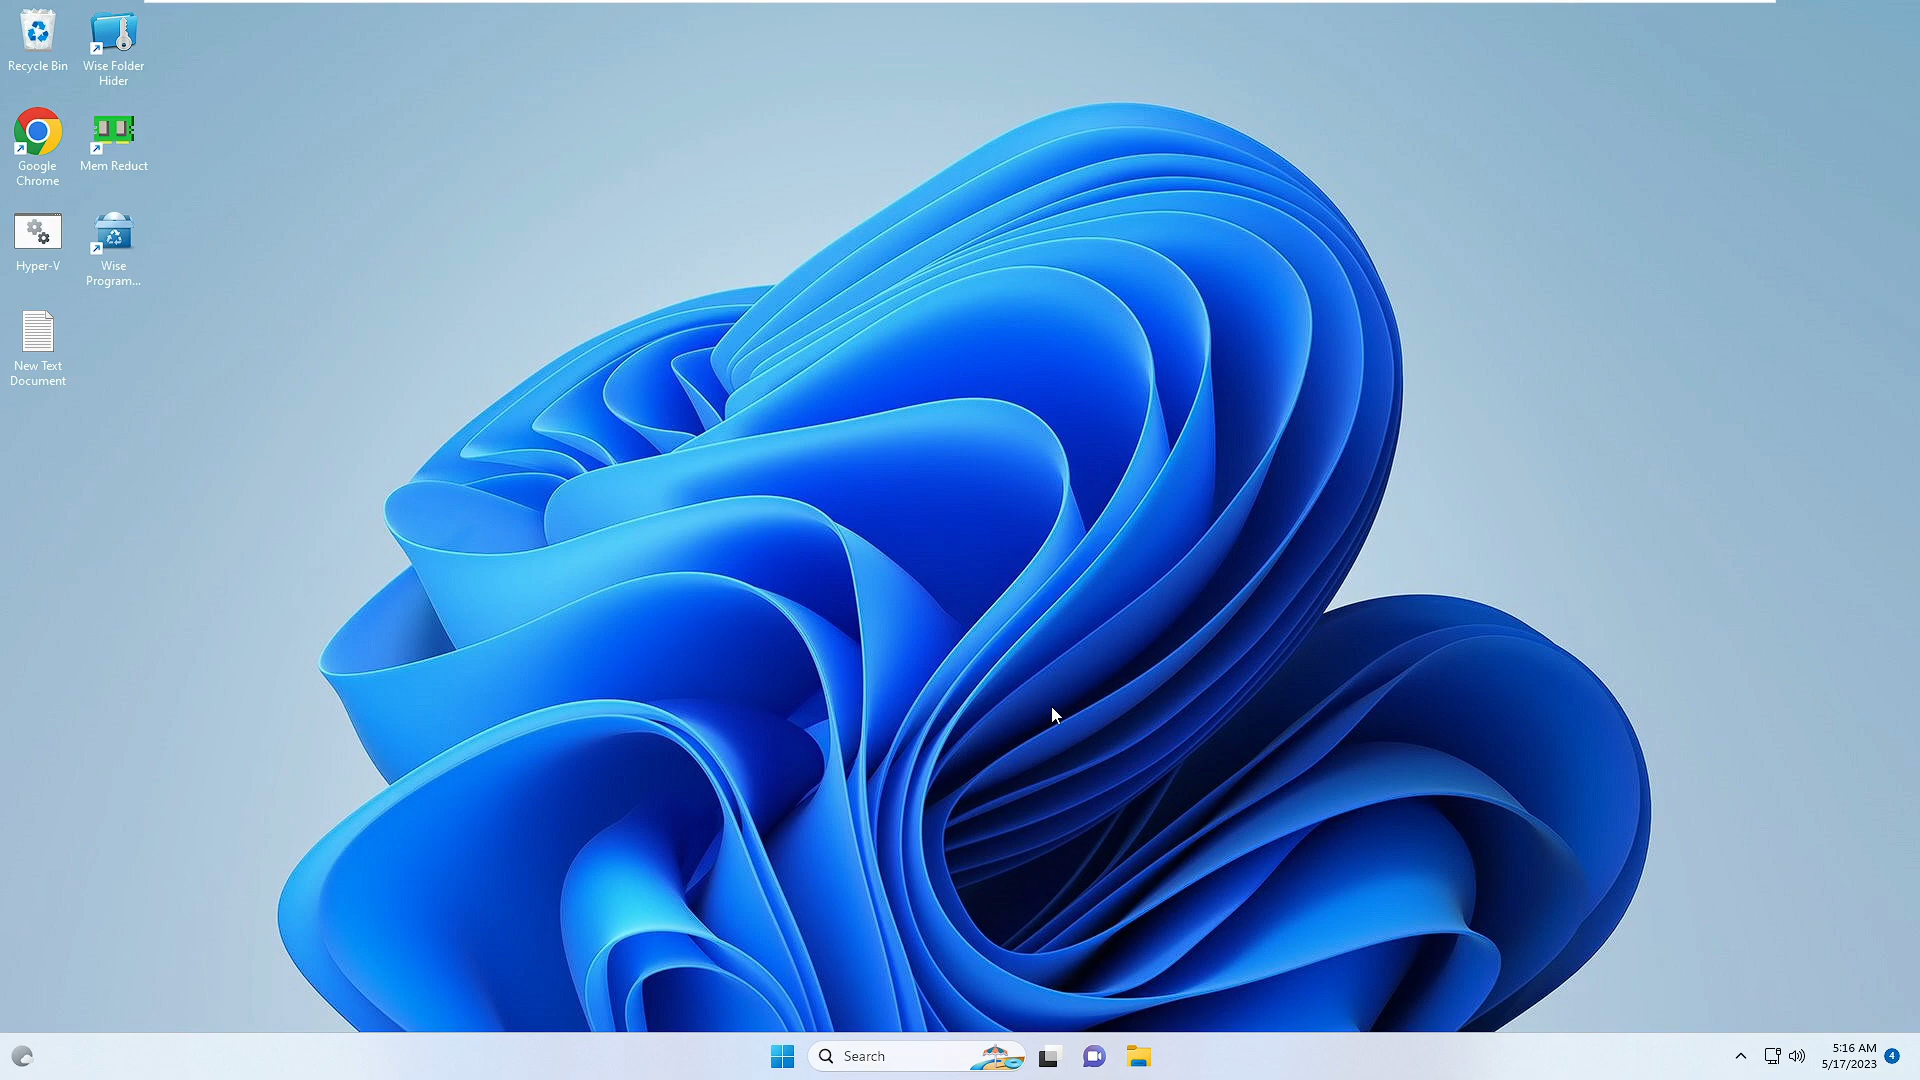 Recycle Bin
Wise Folder
Hider
Google
Chrome
Mem Reduct
Hyper-V
Wise
Program...
New Text
Document
Search
5:16 AM
5/17/2023
4